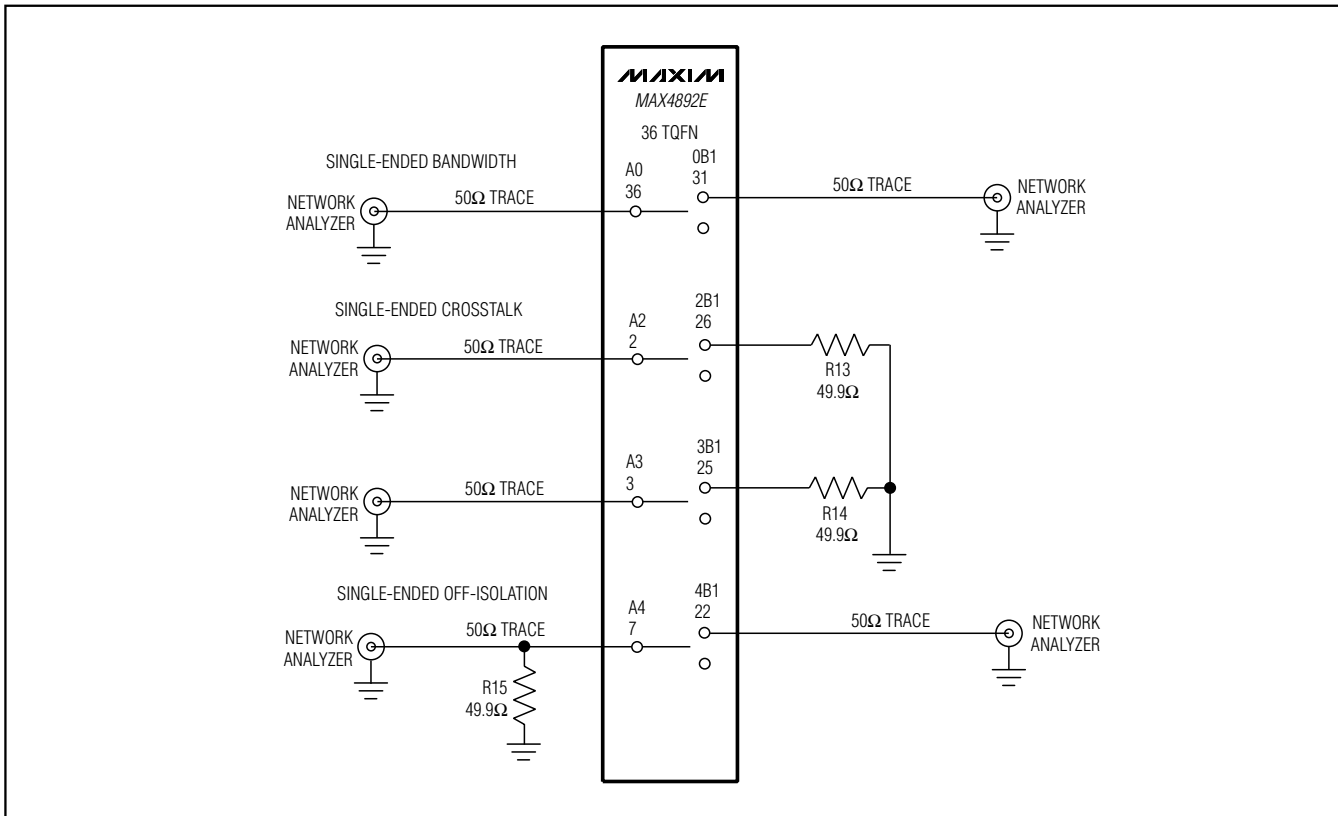 MAXIM
MAX4892E
36 TQFN
SINGLE-ENDED BANDWIDTH
NETWORK
ANALYZER
50Ω TRACE
A0
36
0B1
31
50Ω TRACE
NETWORK
ANALYZER
SINGLE-ENDED CROSSTALK
NETWORK
ANALYZER
50Ω TRACE
A2
2
2B1
26
R13
49.9Ω
NETWORK
ANALYZER
50Ω TRACE
A3
3
3B1
25
R14
49.9Ω
SINGLE-ENDED OFF-ISOLATION
NETWORK
ANALYZER
50Ω TRACE
R15
49.9Ω
A4
7
4B1
22
50Ω TRACE
NETWORK
ANALYZER